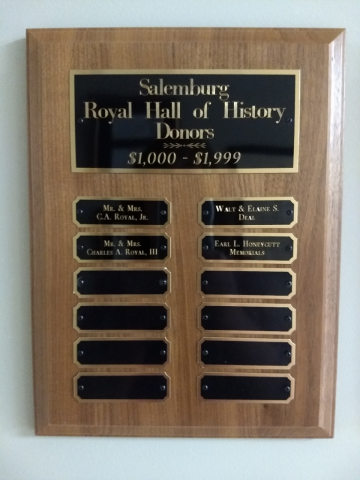 Salemburg
Royal Hall of History
Donors
$1,000 - $1,999
Mr. & Mrs.
C.A. Royal, Jr.
Walt & Elaine S.
Deal
Mr. & Mrs.
Charles A. Royal, III
Earl L. Honeycutt
Memorials